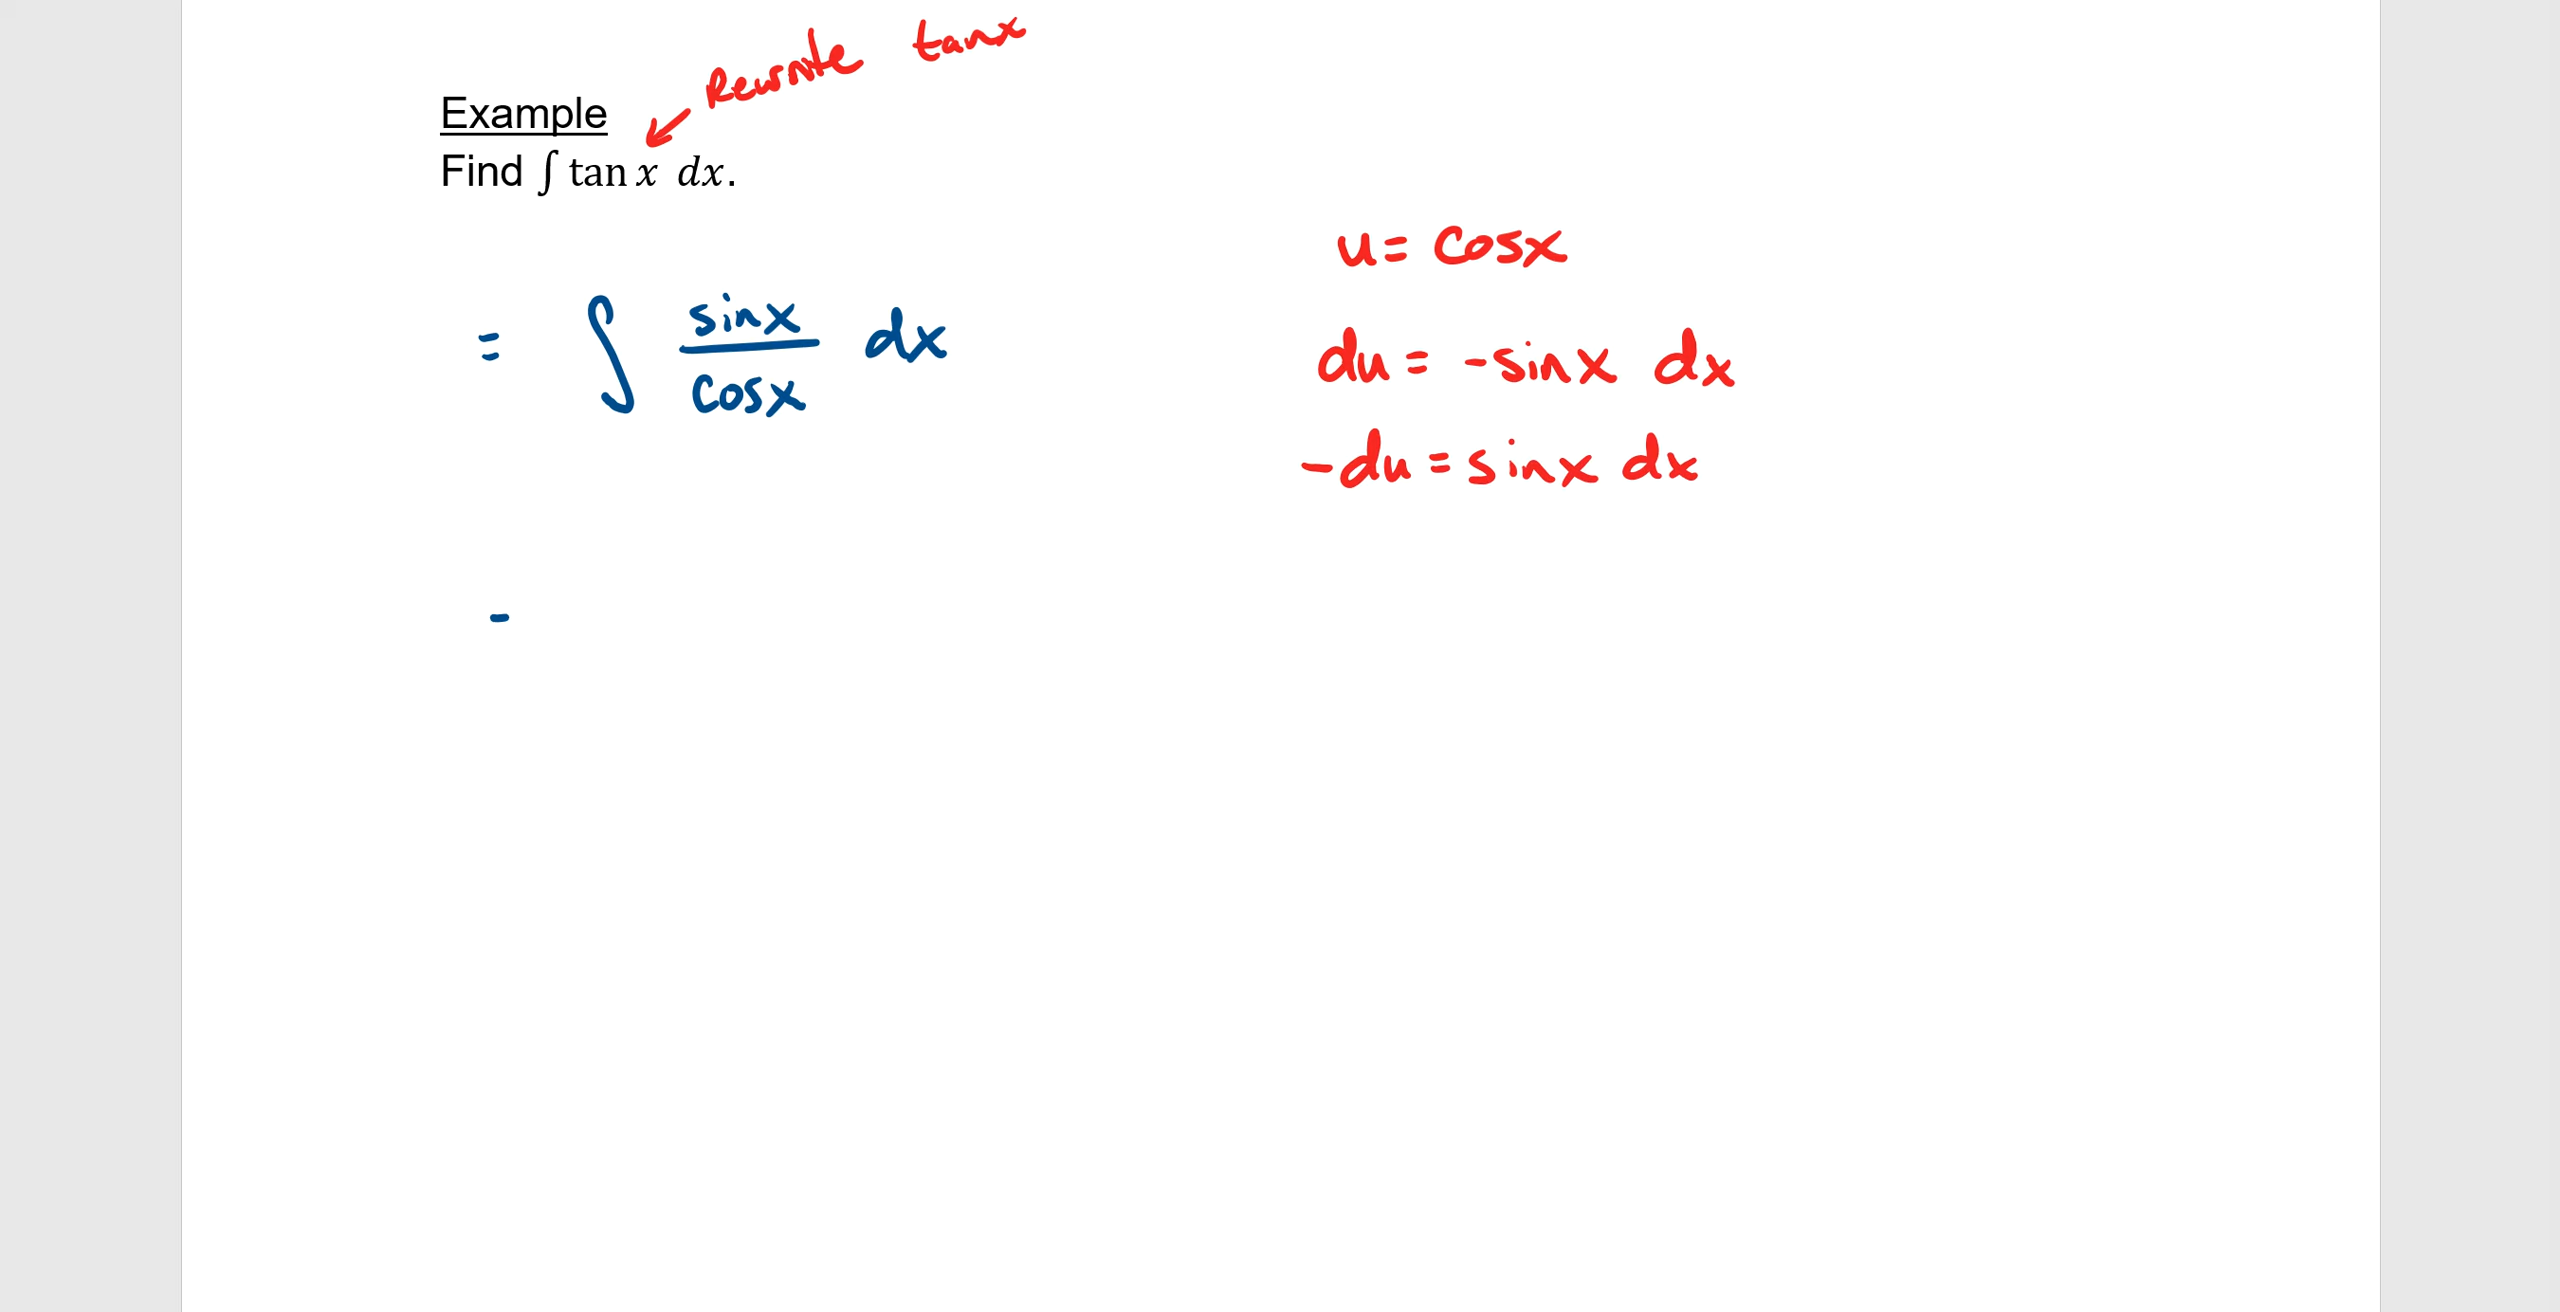 Rewrite tanx
Example
Find ∫ tan x dx.
u = cosx
= ∫ sinx/cosx dx
du = -sinx dx
-du = sinx dx
-